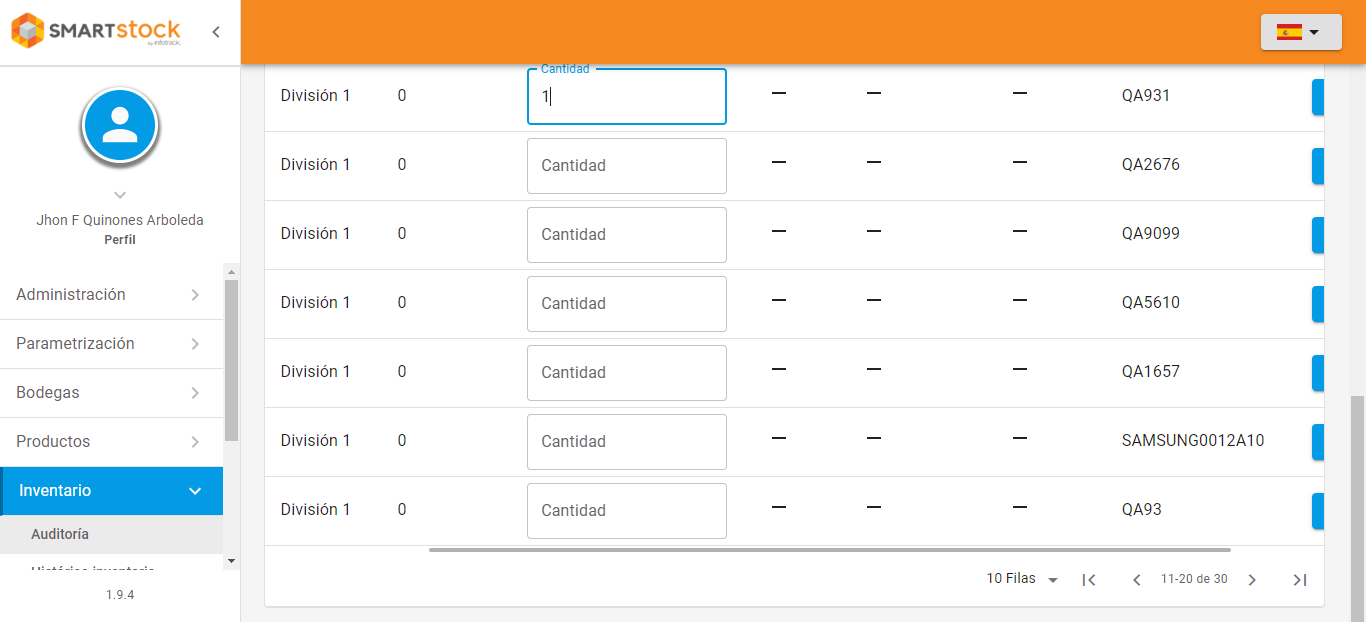 SMARTstock
by infotrack.
Jhon F Quinones Arboleda
Perfil
Administración
Parametrización
Bodegas
Productos
Inventario
Auditoría
Histórico inventario
1.9.4
Cantidad
División 1 0 1 — — — QA931
División 1 0 Cantidad — — — QA2676
División 1 0 Cantidad — — — QA9099
División 1 0 Cantidad — — — QA5610
División 1 0 Cantidad — — — QA1657
División 1 0 Cantidad — — — SAMSUNG0012A10
División 1 0 Cantidad — — — QA93
10 Filas 11-20 de 30